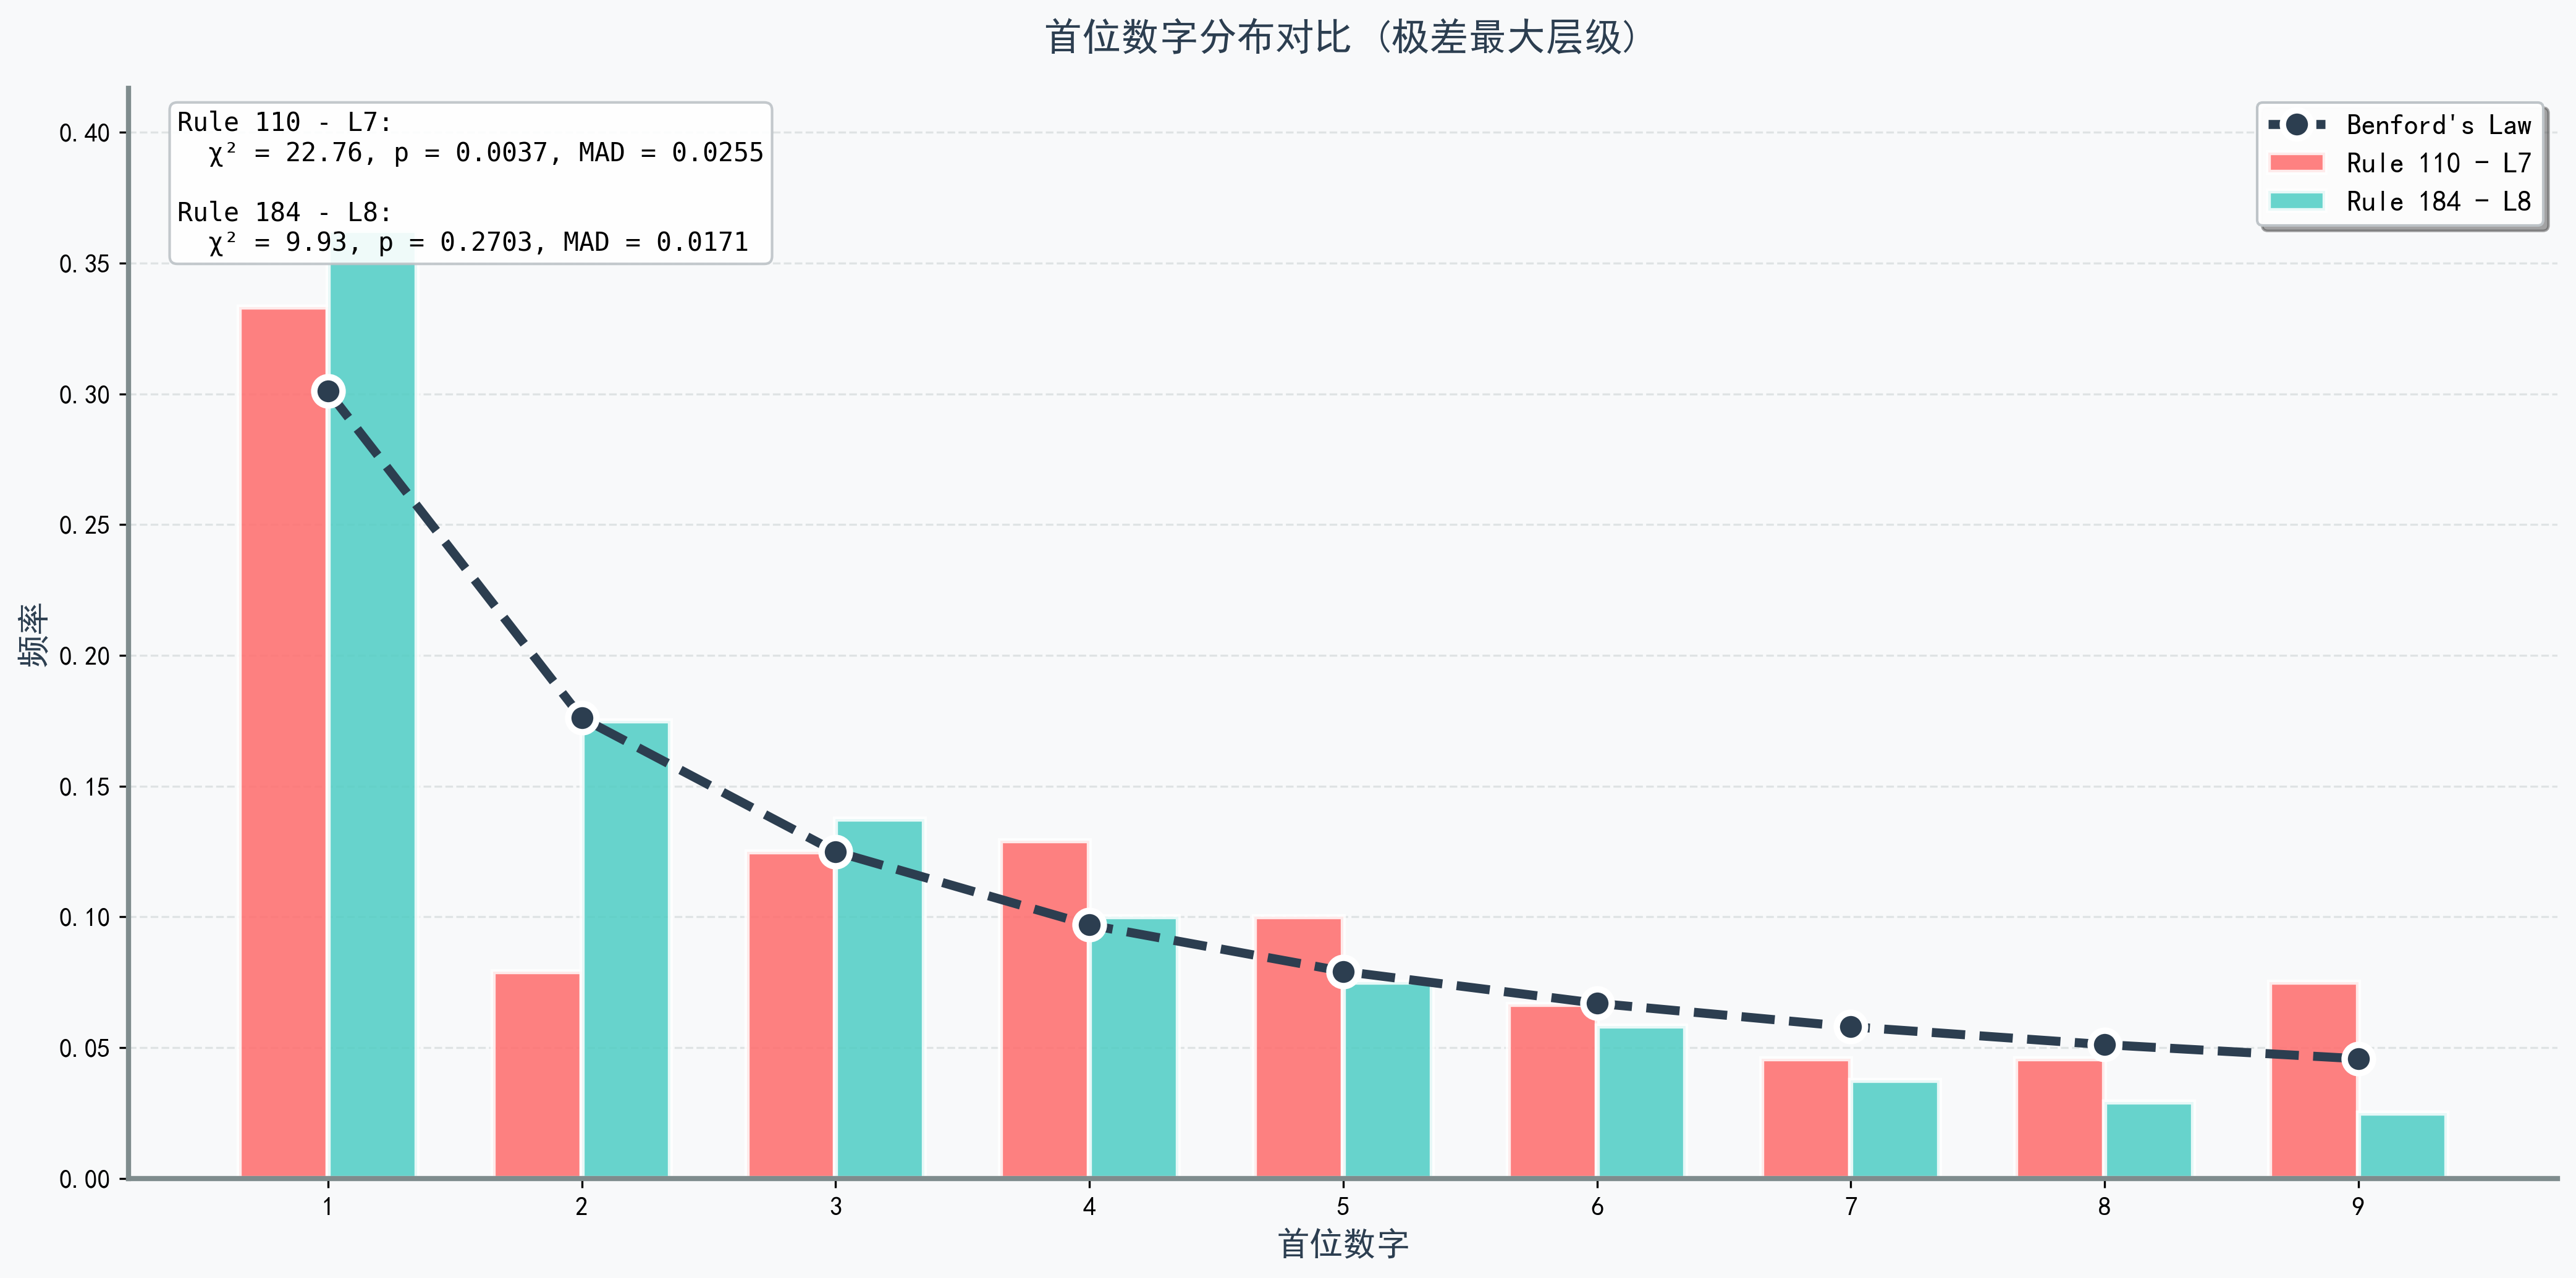 首位数字分布对比（极差最大层级）
Rule 110 - L7:
χ² = 22.76, p = 0.0037, MAD = 0.0255
Rule 184 - L8:
χ² = 9.93, p = 0.2703, MAD = 0.0171
Benford's Law
Rule 110 - L7
Rule 184 - L8
频率
0.40
0.35
0.30
0.25
0.20
0.15
0.10
0.05
0.00
1 2 3 4 5 6 7 8 9
首位数字